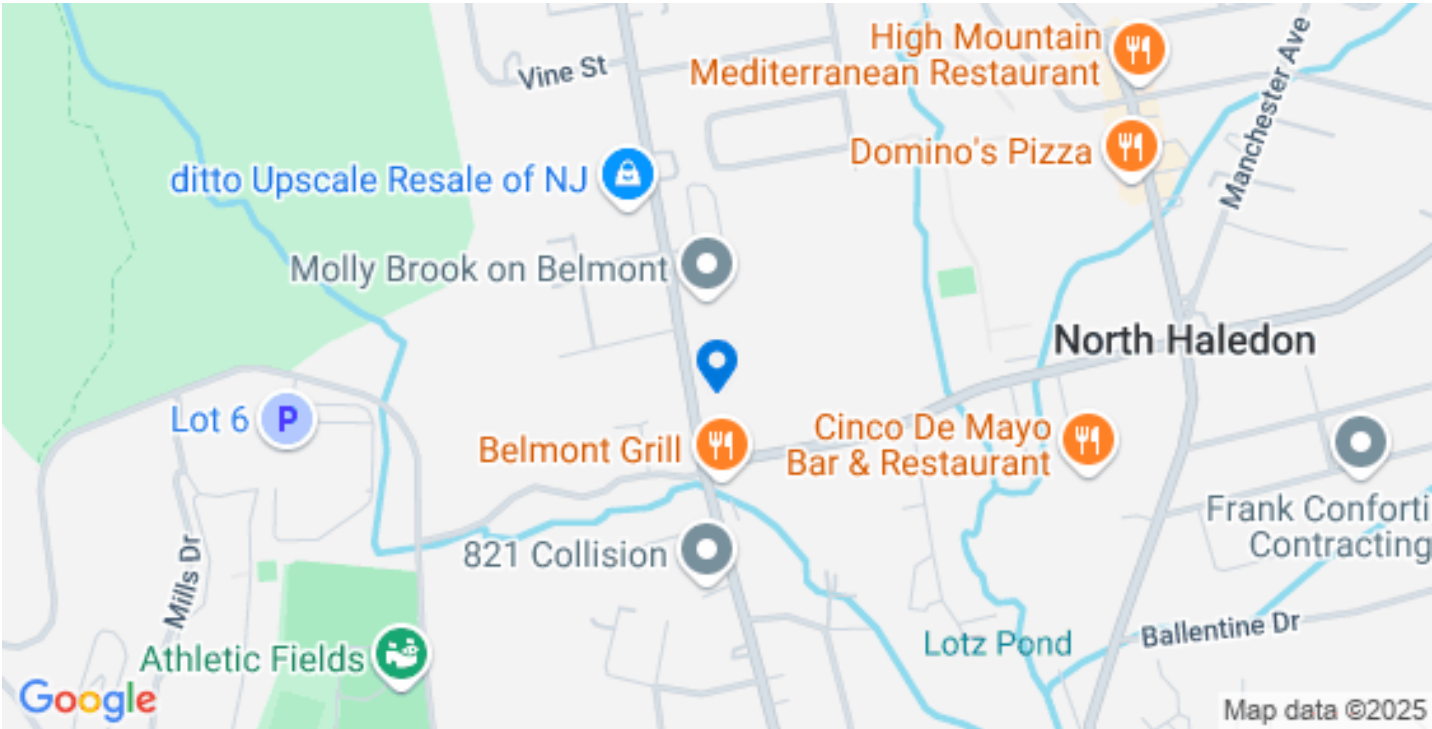 High Mountain
Mediterranean Restaurant
Vine St
Manchester Ave
Domino's Pizza
ditto Upscale Resale of NJ
Molly Brook on Belmont
North Haledon
Lot 6
P
Belmont Grill
Cinco De Mayo
Bar & Restaurant
Frank Conforti
Contracting
821 Collision
Mills Dr
Ballentine Dr
Lotz Pond
Athletic Fields
Google
Map data ©2025